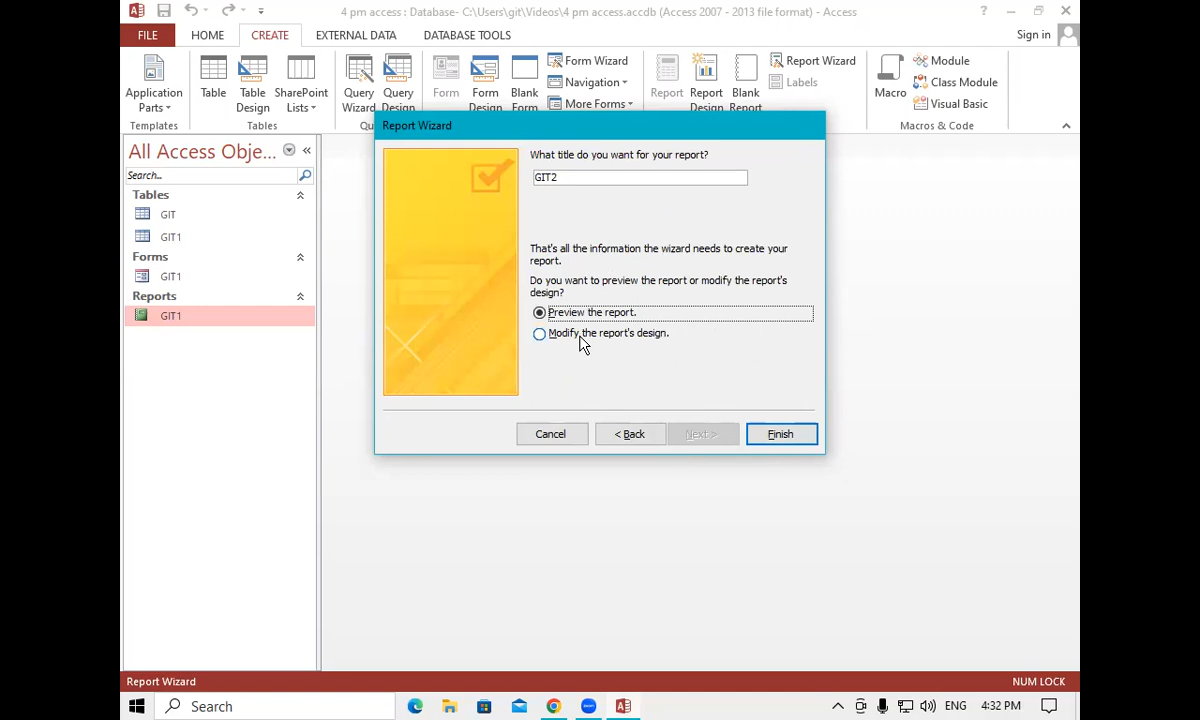 4 pm access : Database- C:\Users\git\Videos\4 pm access.accdb (Access 2007 - 2013 file format) - Access
?
FILE HOME CREATE EXTERNAL DATA DATABASE TOOLS Sign in
Application Parts
Templates
Table
Table Design
SharePoint Lists
Tables
Query Wizard
Query Design
Qu
Form
Form Design
Blank Form
Form Wizard
Navigation
More Forms
Report
Report Design
Blank Report
Report Wizard
Labels
Macro
Module
Class Module
Visual Basic
Macros & Code
All Access Obje...
Search...
Tables
GIT
GIT1
Forms
GIT1
Reports
GIT1
Report Wizard
What title do you want for your report?
GIT2
That's all the information the wizard needs to create your
report.
Do you want to preview the report or modify the report's
design?
Preview the report.
Modify the report's design.
Cancel < Back Next > Finish
Report Wizard NUM LOCK
Search ENG 4:32 PM